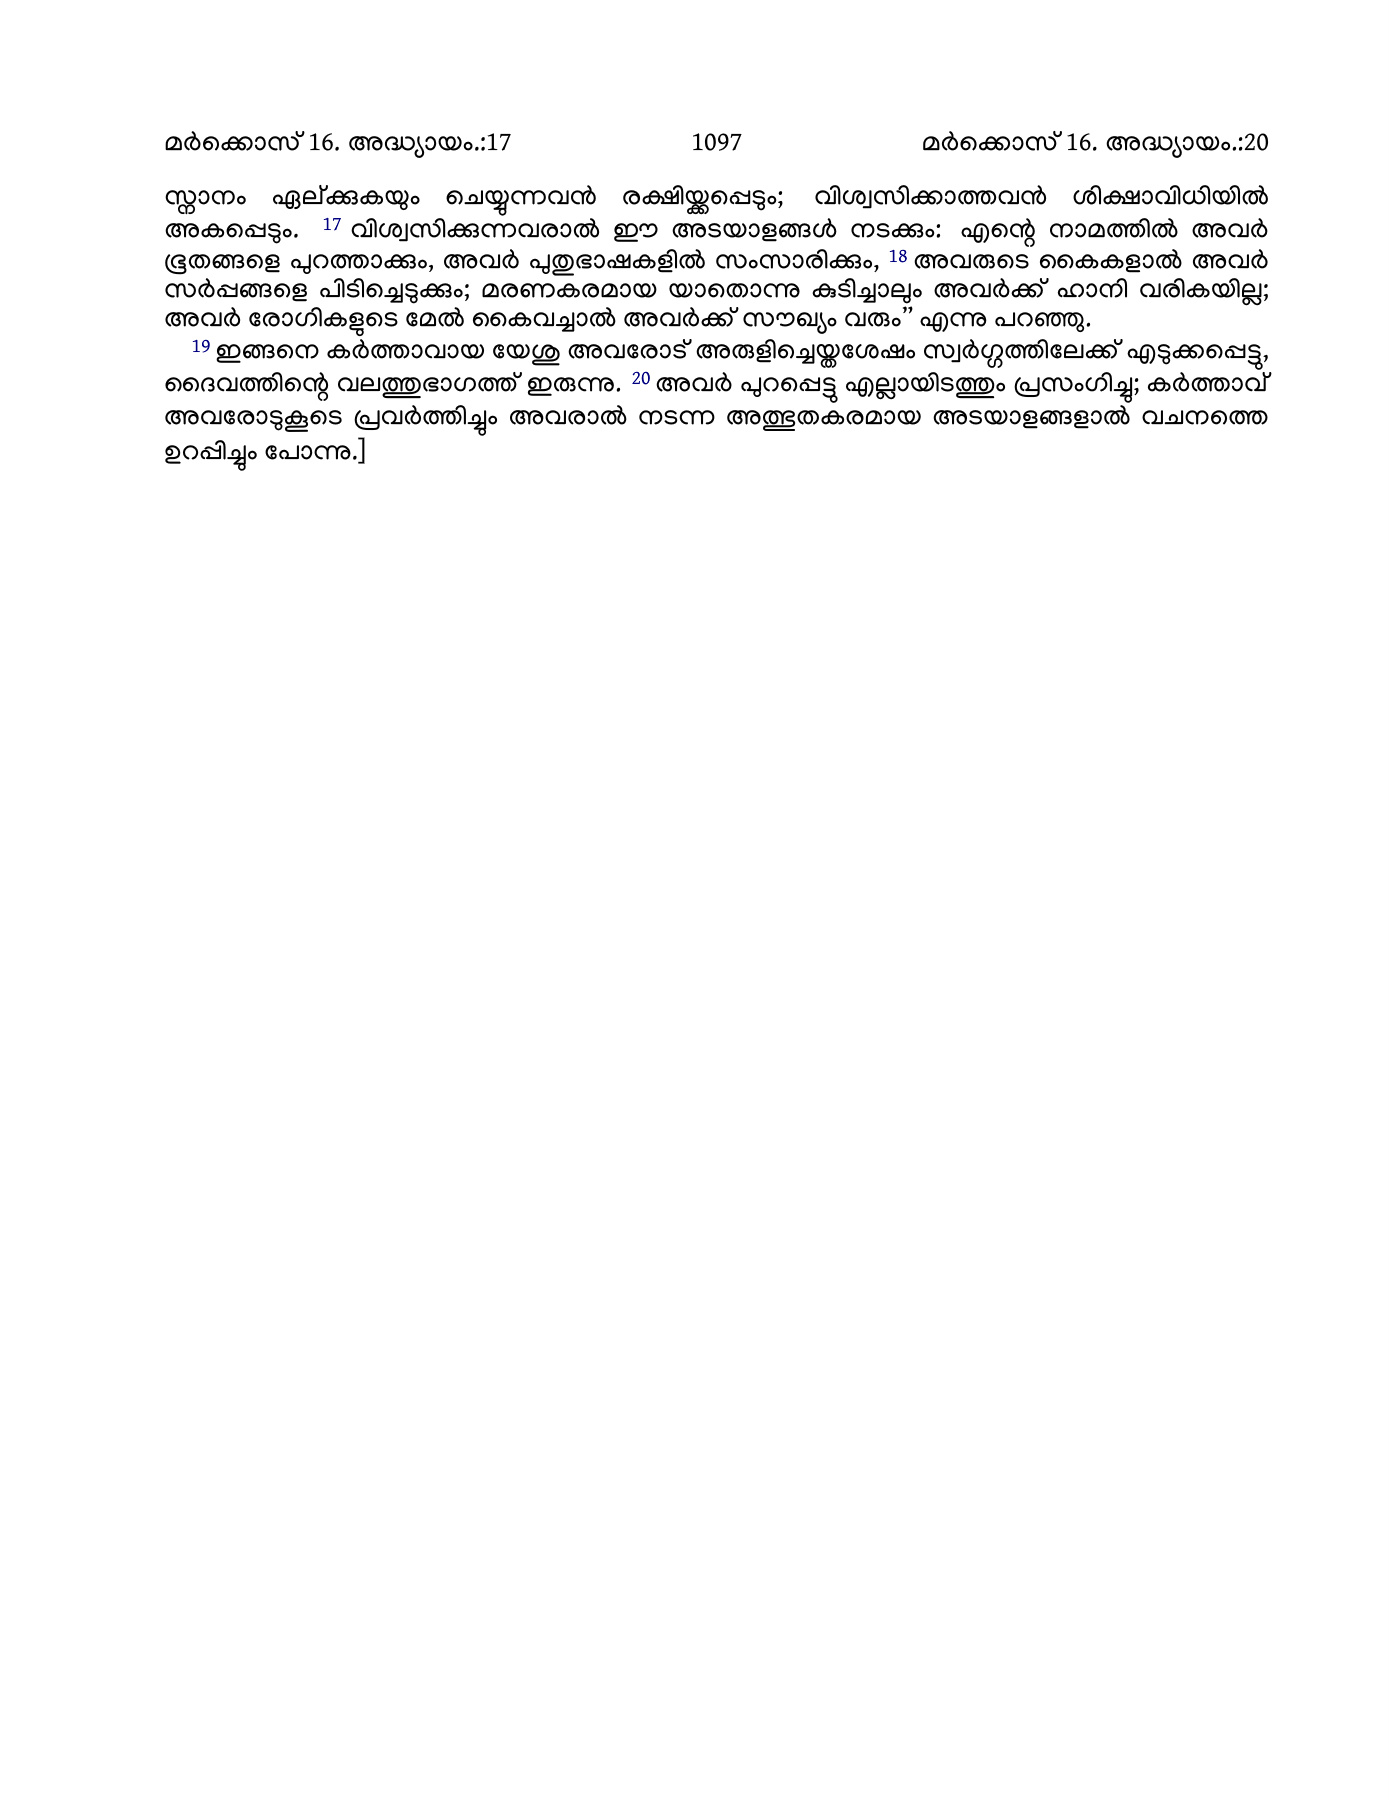 മർക്കൊസ് 16. അദ്ധ്യായം.:17 1097 മർക്കൊസ് 16. അദ്ധ്യായം.:20
സ്നാനം ഏല്ക്കുകയും ചെയ്യുന്നവൻ രക്ഷിയ്ക്കപ്പെടും; വിശ്വസിക്കാത്തവൻ ശിക്ഷാവിധിയിൽ
അകപ്പെടും. 17 വിശ്വസിക്കുന്നവരാൽ ഈ അടയാളങ്ങൾ നടക്കും: എന്റെ നാമത്തിൽ അവർ
ഭൂതങ്ങളെ പുറത്താക്കും, അവർ പുതുഭാഷകളിൽ സംസാരിക്കും, 18 അവരുടെ കൈകളാൽ അവർ
സർപ്പങ്ങളെ പിടിച്ചെടുക്കും; മരണകരമായ യാതൊന്നു കുടിച്ചാലും അവർക്ക് ഹാനി വരികയില്ല;
അവർ രോഗികളുടെ മേൽ കൈവച്ചാൽ അവർക്ക് സൗഖ്യം വരും” എന്നു പറഞ്ഞു.
19 ഇങ്ങനെ കർത്താവായ യേശു അവരോട് അരുളിച്ചെയ്തശേഷം സ്വർഗ്ഗത്തിലേക്ക് എടുക്കപ്പെട്ടു,
ദൈവത്തിന്റെ വലത്തുഭാഗത്ത് ഇരുന്നു. 20 അവർ പുറപ്പെട്ടു എല്ലായിടത്തും പ്രസംഗിച്ചു; കർത്താവ്
അവരോടുകൂടെ പ്രവർത്തിച്ചും അവരാൽ നടന്ന അത്ഭുതകരമായ അടയാളങ്ങളാൽ വചനത്തെ
ഉറപ്പിച്ചും പോന്നു.]